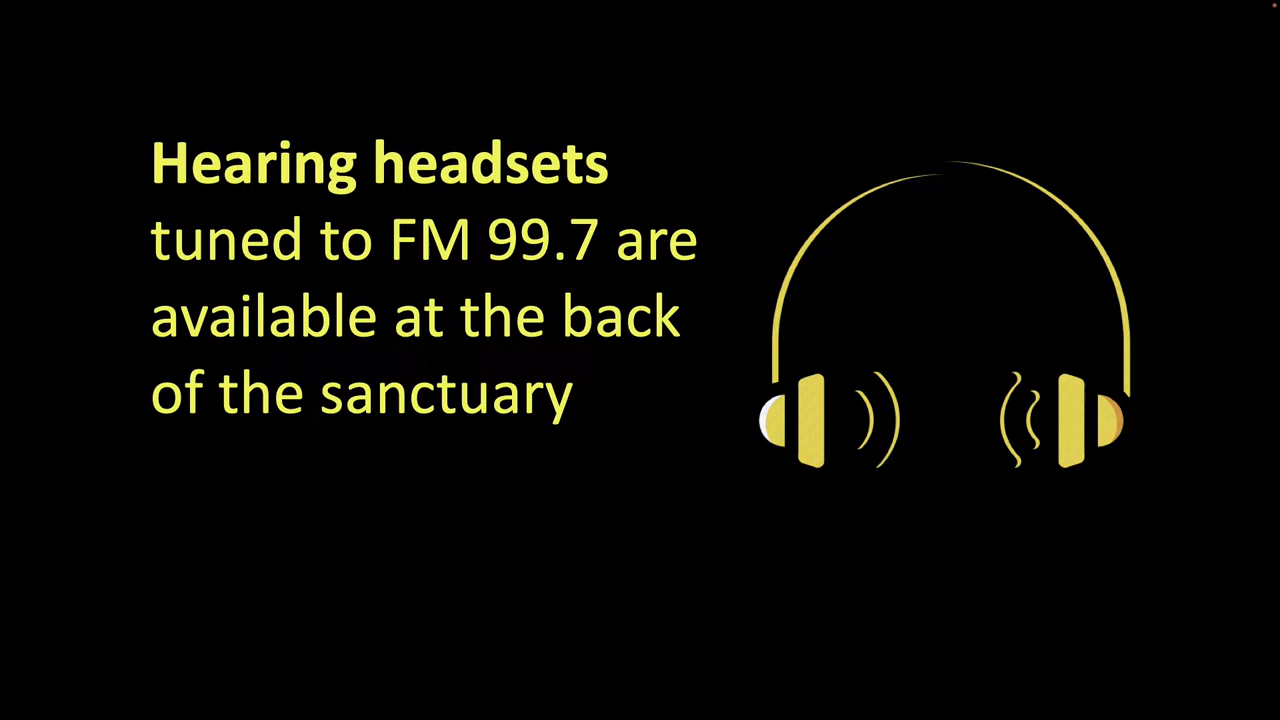 Hearing headsets
tuned to FM 99.7 are
available at the back
of the sanctuary